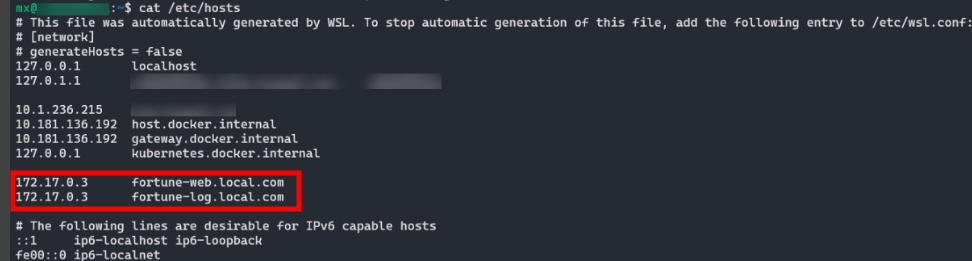 mx@ :~$ cat /etc/hosts
# This file was automatically generated by WSL. To stop automatic generation of this file, add the following entry to /etc/wsl.conf:
# [network]
# generateHosts = false
127.0.0.1 localhost
127.0.1.1
10.1.236.215
10.181.136.192 host.docker.internal
10.181.136.192 gateway.docker.internal
127.0.0.1 kubernetes.docker.internal
172.17.0.3 fortune-web.local.com
172.17.0.3 fortune-log.local.com
# The following lines are desirable for IPv6 capable hosts
::1 ip6-localhost ip6-loopback
fe00::0 ip6-localnet